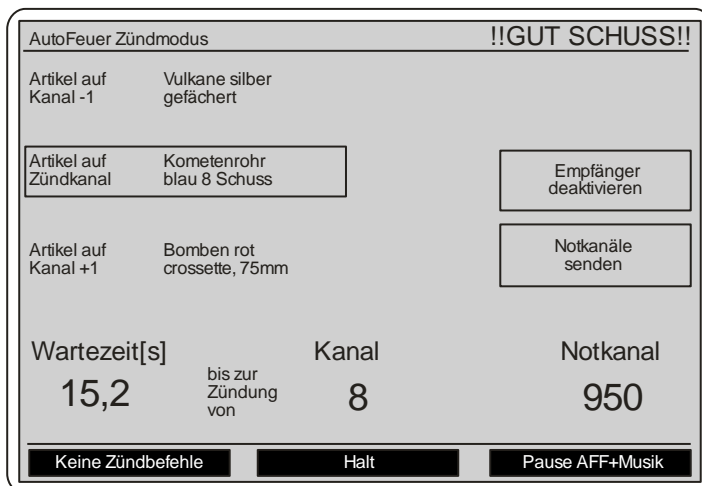 AutoFeuer Zündmodus !!GUT SCHUSS!!
Artikel auf Vulkane silber
Kanal -1 gefächert
Artikel auf Kometenrohr
Zündkanal blau 8 Schuss
Empfänger
deaktivieren
Artikel auf Bomben rot
Kanal +1 crossette, 75mm
Notkanäle
senden
Wartezeit[s] Kanal Notkanal
15,2 bis zur
Zündung
von 8 950
Keine Zündbefehle Halt Pause AFF+Musik